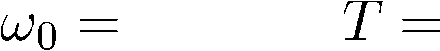 ω₀ =          T =